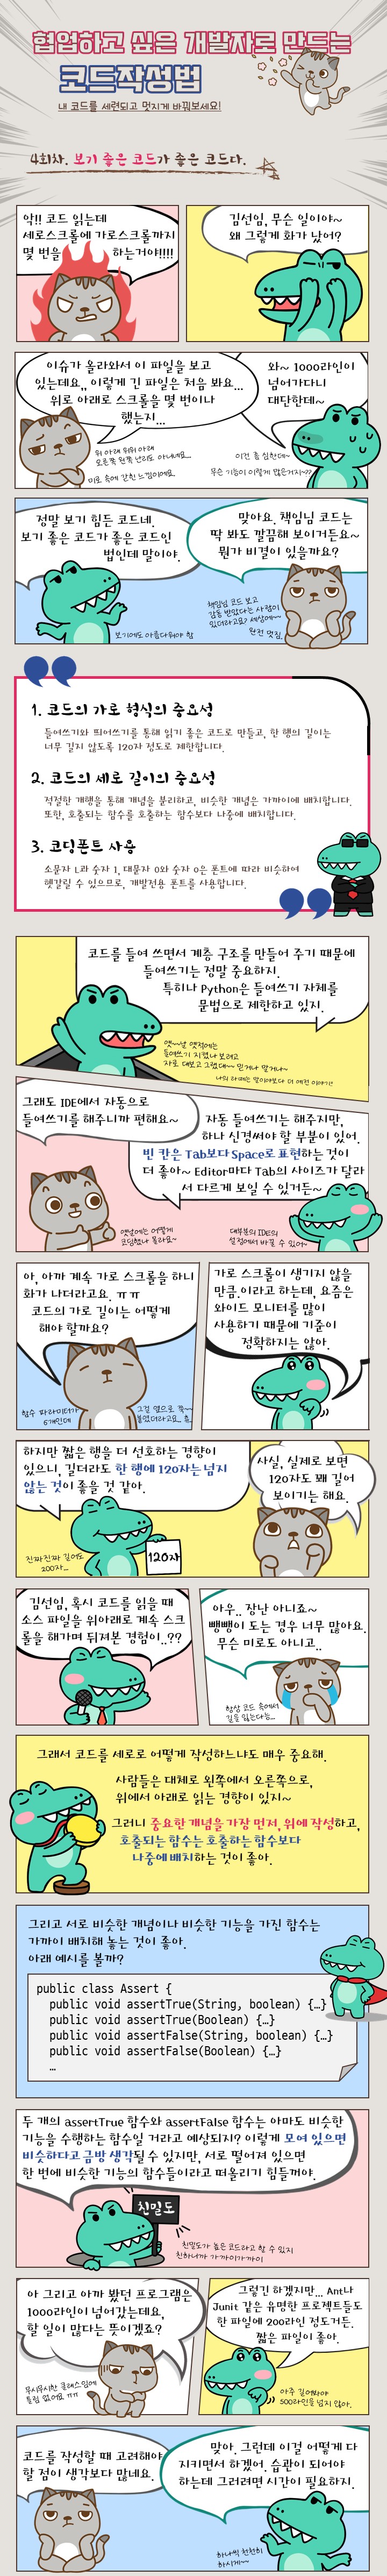 협업하고 싶은 개발자로 만드는
코드작성법
내 코드를 세련되고 멋지게 바꿔보세요!
4회차. 보기 좋은 코드가 좋은 코드다.
악!! 코드 읽는데
세로스크롤에 가로스크롤까지
몇 번을 하는거야!!!!
김선임, 무슨 일이야~
왜 그렇게 화가 났어?
이슈가 올라와서 이 파일을 보고
있는데요,, 이렇게 긴 파일은 처음 봐요...
위로 아래로 스크롤을 몇 번이나
했는지...
와~ 1000라인이
넘어가다니
대단한데~
위 아래 위위 아래
오른쪽 왼쪽 난리도 아니네요...
미로 속에 갇힌 느낌이에요
이건 좀 심한데~
무슨 기능이 이렇게 많은거지~??
정말 보기 힘든 코드네.
보기 좋은 코드가 좋은 코드인
법인데 말이야.
맞아요. 책임님 코드는
딱 봐도 깔끔해 보이거든요~
뭔가 비결이 있을까요?
보기에도 아름다워야 함
책임님 코드 보고
감동 받았다는 사람이
있더라고요? 세상에~~
완전 멋짐.
1. 코드의 가로 형식의 중요성
들여쓰기와 띄어쓰기를 통해 읽기 좋은 코드로 만들고, 한 행의 길이는
너무 길지 않도록 120자 정도로 제한합니다.
2. 코드의 세로 길이의 중요성
적절한 개행을 통해 개념을 분리하고, 비슷한 개념은 가까이에 배치합니다.
또한, 호출되는 함수를 호출하는 함수보다 나중에 배치합니다.
3. 코딩폰트 사용
소문자 L과 숫자 1, 대문자 O와 숫자 0은 폰트에 따라 비슷하여
헷갈릴 수 있으므로, 개발전용 폰트를 사용합니다.
코드를 들여 쓰면서 계층 구조를 만들어 주기 때문에
들여쓰기는 정말 중요하지.
특히나 Python은 들여쓰기 자체를
문법으로 제한하고 있지.
옛~~날 옛적에는
들여쓰기 지켰나 보려고
자로 대보고 그랬대~~ 믿거나 말거나~
그래도 IDE에서 자동으로
들여쓰기를 해주니까 편해요~
자동 들여쓰기는 해주지만,
하나 신경써야 할 부분이 있어.
빈 칸은 Tab보다 Space로 표현하는 것이
더 좋아~ Editor마다 Tab의 사이즈가 달라
서 다르게 보일 수 있거든~
옛날에는 어떻게
코딩했나 몰라요~
대부분의 IDE의
설정에서 바꿀 수 있어~
아, 아까 계속 가로 스크롤을 하니
화가 나더라고요. ㅠㅠ
코드의 가로 길이는 어떻게
해야 할까요?
가로 스크롤이 생기지 않을
만큼.이라고 하는데, 요즘은
와이드 모니터를 많이
사용하기 때문에 기준이
정확하지는 않아.
함수 파라미터가
6개인데
그걸 옆으로 쭉~~
붙였더라고요.. 흠.
하지만 짧은 행을 더 선호하는 경향이
있으니, 길더라도 한 행에 120자는 넘지
않는 것이 좋을 것 같아.
사실, 실제로 보면
120자도 꽤 길어
보이기는 해요.
진짜 진짜 길어도
200자...
120자
김선임, 혹시 코드를 읽을 때
소스 파일을 위아래로 계속 스크
롤을 해가며 뒤져본 경험이..??
아우.. 장난 아니죠~
뺑뺑이 도는 경우 너무 많아요.
무슨 미로도 아니고..
항상 코드 속에서
길을 잃는다는...
그래서 코드를 세로로 어떻게 작성하느냐도 매우 중요해.
사람들은 대체로 왼쪽에서 오른쪽으로,
위에서 아래로 읽는 경향이 있지~
그러니 중요한 개념을 가장 먼저, 위에 작성하고,
호출되는 함수는 호출하는 함수보다
나중에 배치하는 것이 좋아.
그리고 서로 비슷한 개념이나 비슷한 기능을 가진 함수는
가까이 배치해 놓는 것이 좋아.
아래 예시를 볼까?
public class Assert {
public void assertTrue(String, boolean) {…}
public void assertTrue(Boolean) {…}
public void assertFalse(String, boolean) {…}
public void assertFalse(Boolean) {…}
…
두 개의 assertTrue 함수와 assertFalse 함수는 아마도 비슷한
기능을 수행하는 함수일 거라고 예상되지? 이렇게 모여 있으면
비슷하다고 금방 생각될 수 있지만, 서로 떨어져 있으면
한 번에 비슷한 기능의 함수들이라고 떠올리기 힘들꺼야.
친밀도
친밀도가 높은 코드라고 할 수 있지
친하니까 가까이가까이
아 그리고 아까 봤던 프로그램은
1000라인이 넘어갔는데요,
할 일이 많다는 뜻이겠죠?
그렇긴 하겠지만... Ant나
Junit 같은 유명한 프로젝트들도
한 파일에 200라인 정도거든.
짧은 파일이 좋아.
무시무시한 클래스임에
틀림 없어요 ㅠㅠ
아주 길어봐야
500라인을 넘지 않아.
코드를 작성할 때 고려해야
할 점이 생각보다 많네요.
맞아. 그런데 이걸 어떻게 다
지키면서 하겠어, 습관이 되어야
하는데 그러려면 시간이 필요하지.
하나씩 천천히
하시게~~